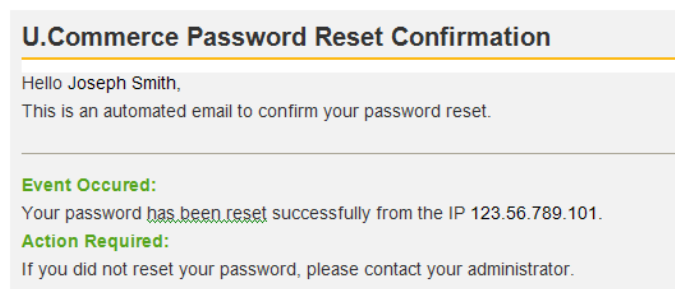 U.Commerce Password Reset Confirmation
Hello Joseph Smith,
This is an automated email to confirm your password reset.
Event Occured:
Your password has been reset successfully from the IP 123.56.789.101.
Action Required:
If you did not reset your password, please contact your administrator.